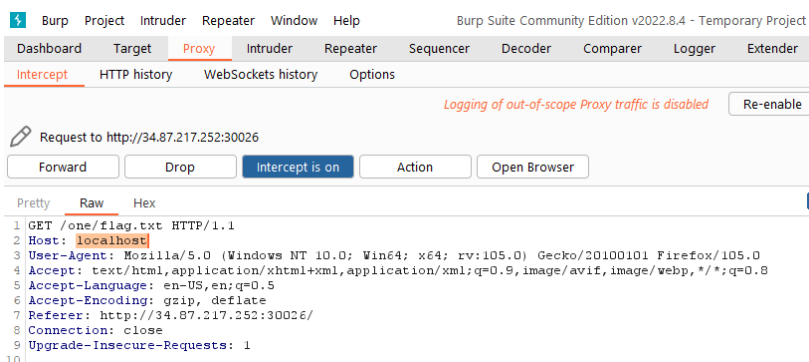 Burp Project Intruder Repeater Window Help Burp Suite Community Edition v2022.8.4 - Temporary Project
Dashboard Target Proxy Intruder Repeater Sequencer Decoder Comparer Logger Extender
Intercept HTTP history WebSockets history Options
Logging of out-of-scope Proxy traffic is disabled Re-enable
Request to http://34.87.217.252:30026
Forward Drop Intercept is on Action Open Browser
Pretty Raw Hex
1 GET /one/flag.txt HTTP/1.1
2 Host: localhost
3 User-Agent: Mozilla/5.0 (Windows NT 10.0; Win64; x64; rv:105.0) Gecko/20100101 Firefox/105.0
4 Accept: text/html,application/xhtml+xml,application/xml;q=0.9,image/avif,image/webp,*/*;q=0.8
5 Accept-Language: en-US,en;q=0.5
6 Accept-Encoding: gzip, deflate
7 Referer: http://34.87.217.252:30026/
8 Connection: close
9 Upgrade-Insecure-Requests: 1
10